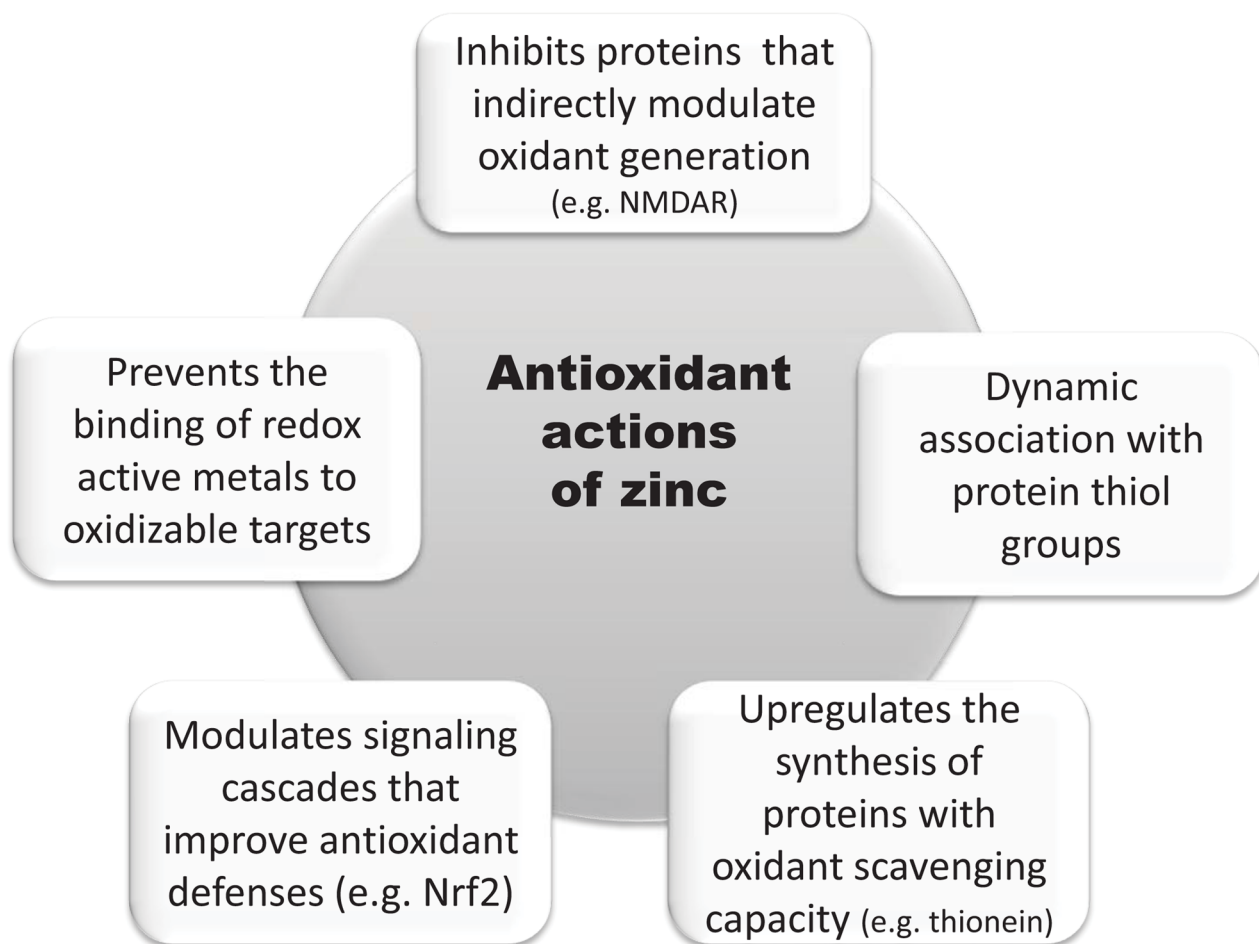 Inhibits proteins that
indirectly modulate
oxidant generation
(e.g. NMDAR)
Antioxidant
actions
of zinc
Prevents the
binding of redox
active metals to
oxidizable targets
Dynamic
association with
protein thiol
groups
Modulates signaling
cascades that
improve antioxidant
defenses (e.g. Nrf2)
Upregulates the
synthesis of
proteins with
oxidant scavenging
capacity (e.g. thionein)